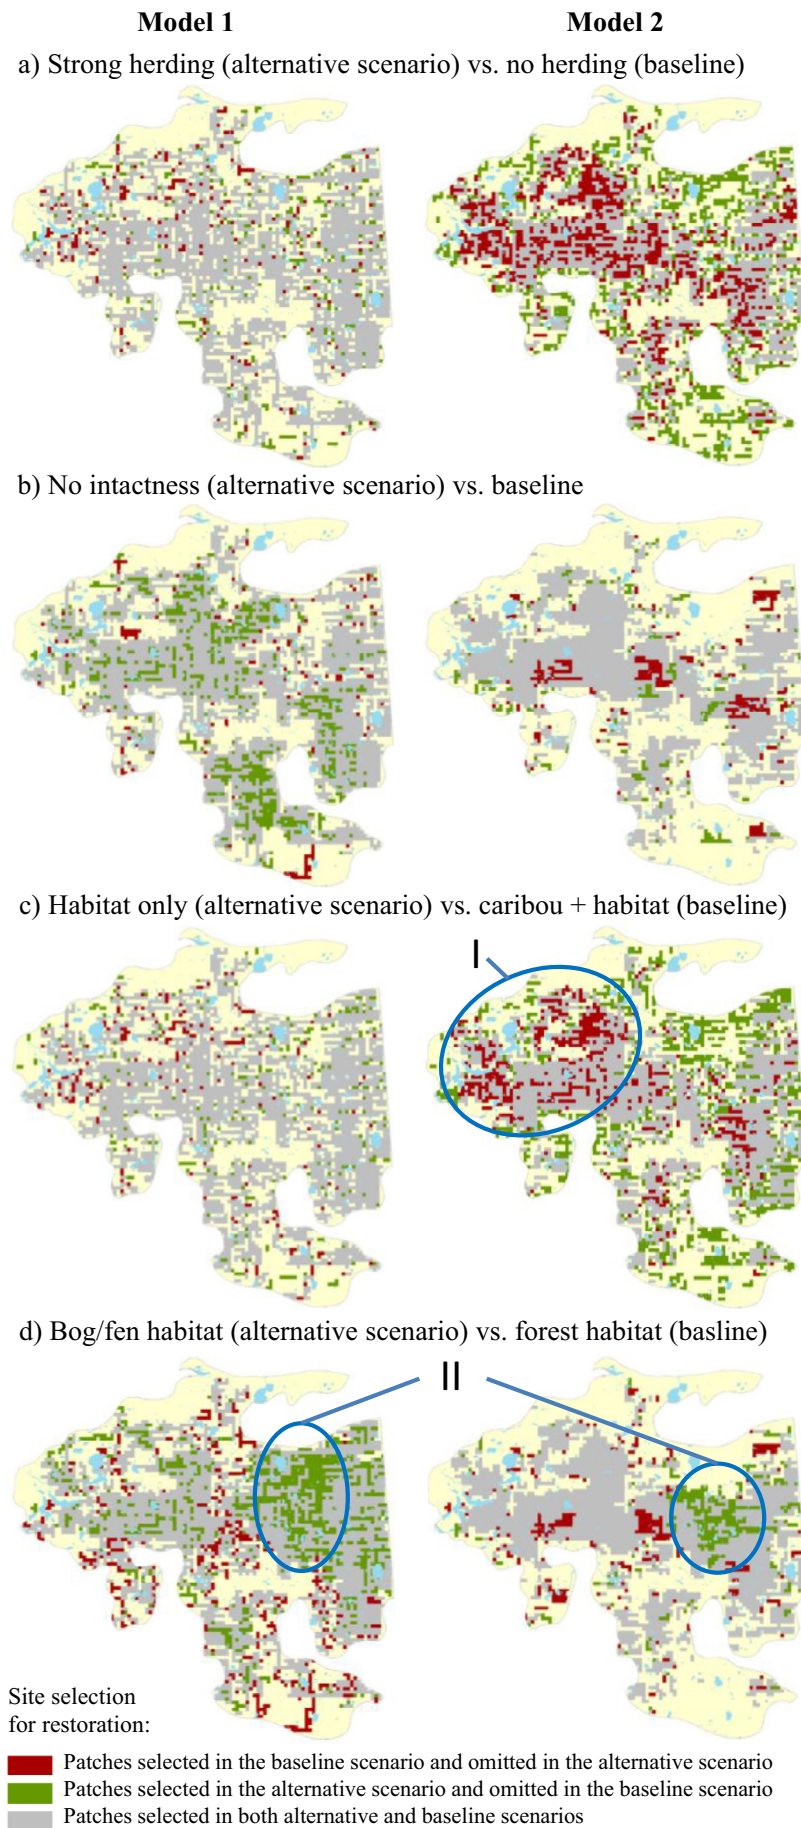 Model 1
Model 2
a) Strong herding (alternative scenario) vs. no herding (baseline)
b) No intactness (alternative scenario) vs. baseline
c) Habitat only (alternative scenario) vs. caribou + habitat (baseline)
I
d) Bog/fen habitat (alternative scenario) vs. forest habitat (basline)
II
Site selection
for restoration:
Patches selected in the baseline scenario and omitted in the alternative scenario
Patches selected in the alternative scenario and omitted in the baseline scenario
Patches selected in both alternative and baseline scenarios